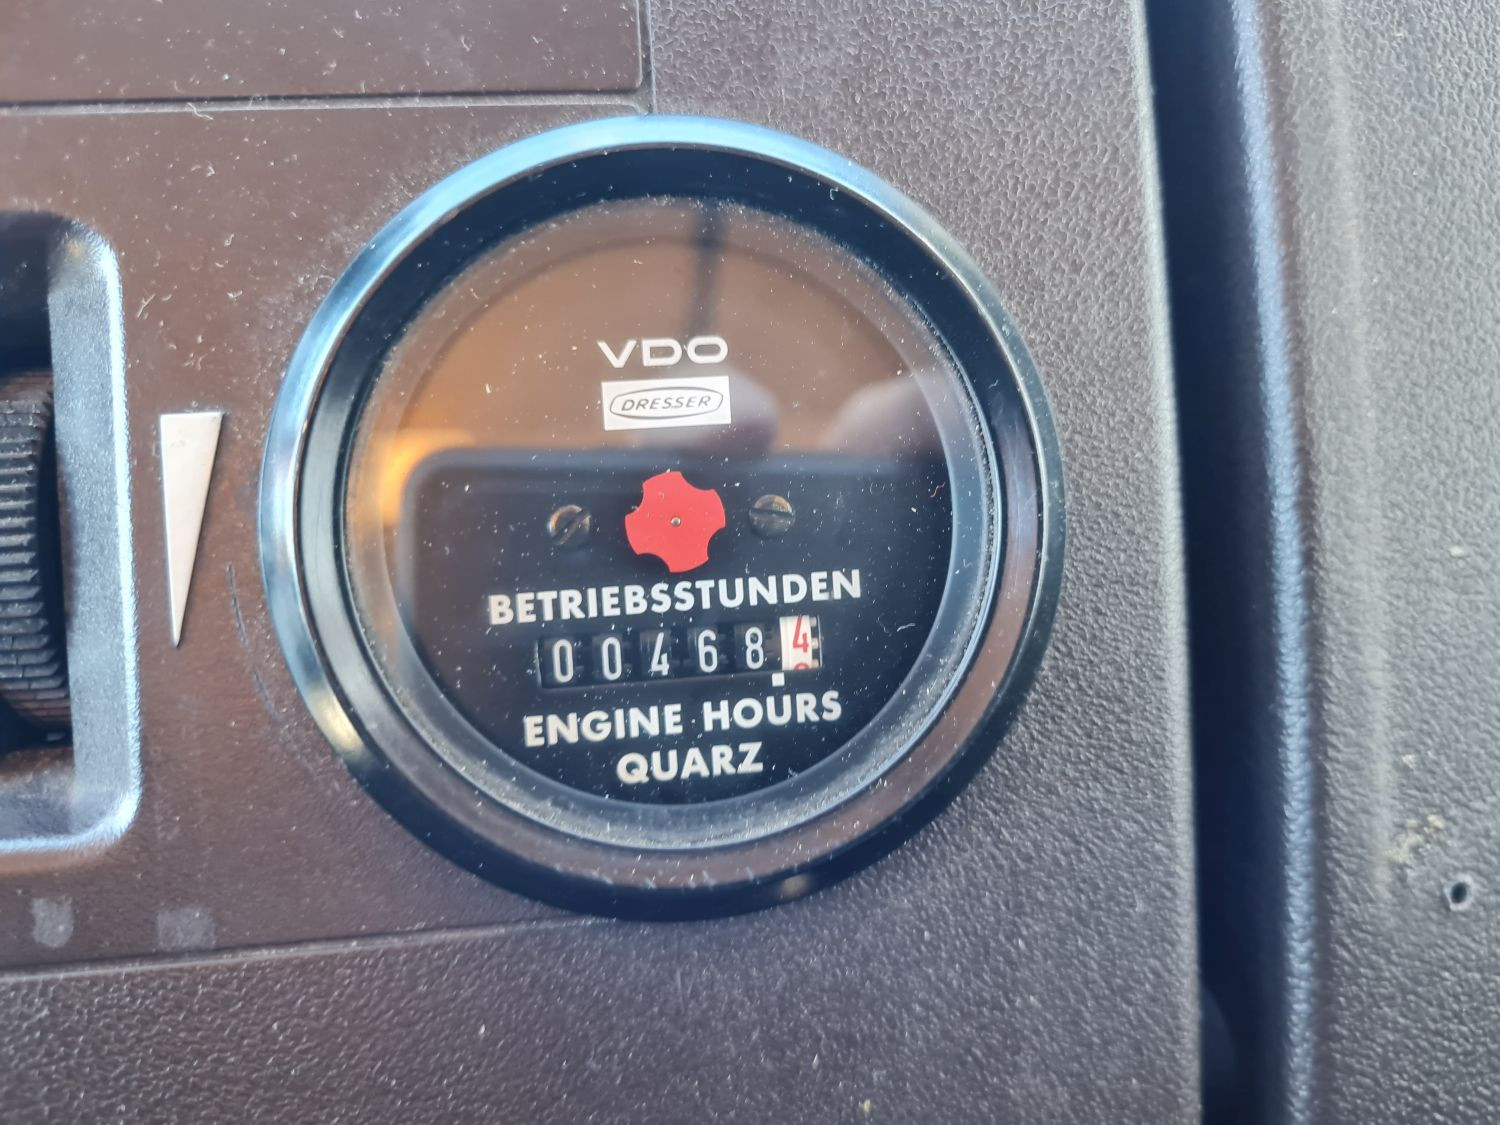 VDO
DRESSER
BETRIEBSSTUNDEN
004684
ENGINE HOURS
QUARZ